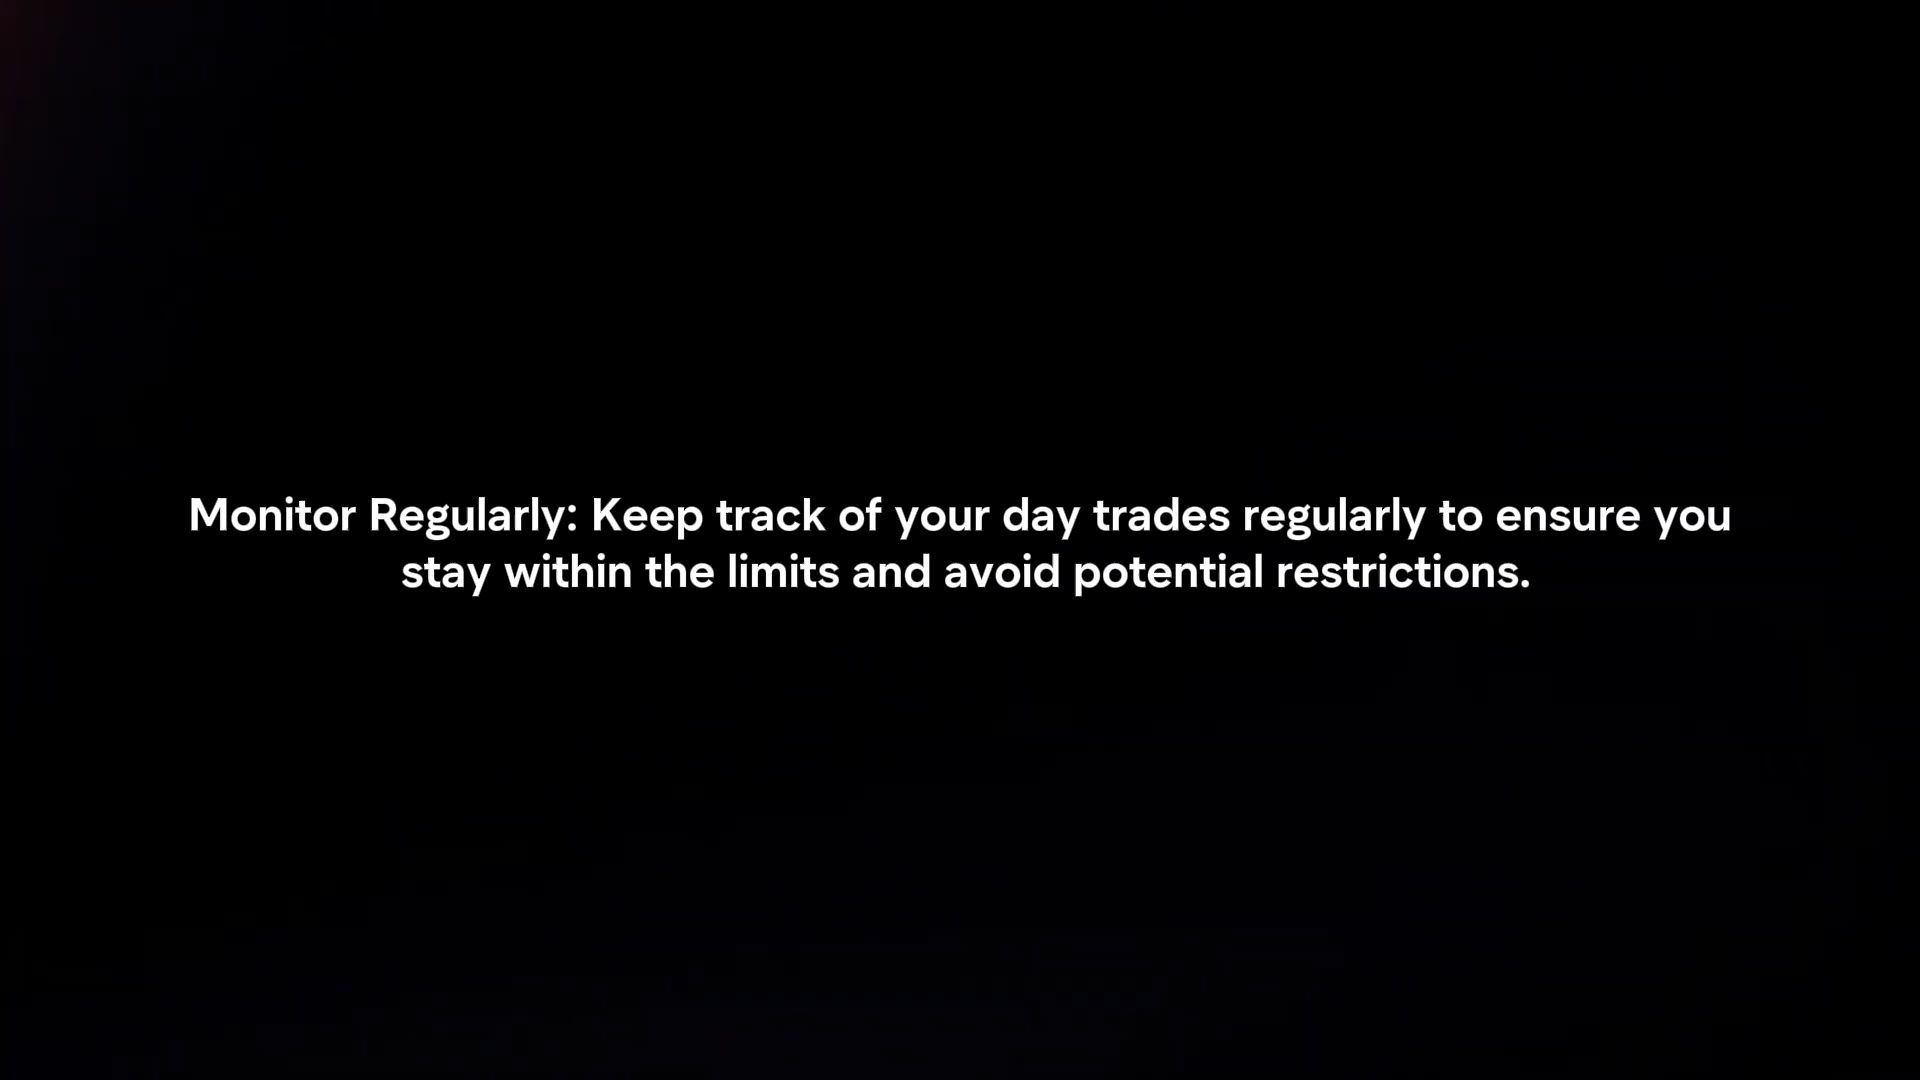 Monitor Regularly: Keep track of your day trades regularly to ensure you
stay within the limits and avoid potential restrictions.